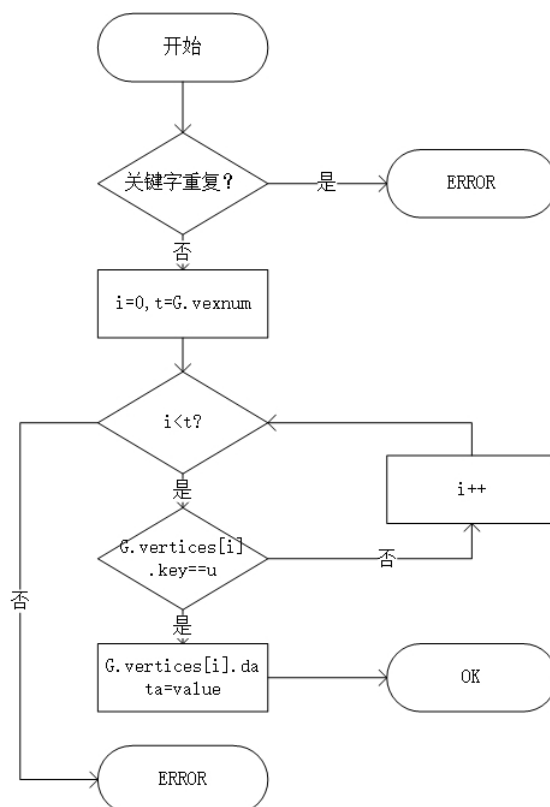 开始
关键字重复？
是
ERROR
否
i=0,t=G.vexnum
i<t?
是
i++
G.vertices[i]
.key==u
否
否
是
G.vertices[i].da
ta=value
OK
ERROR